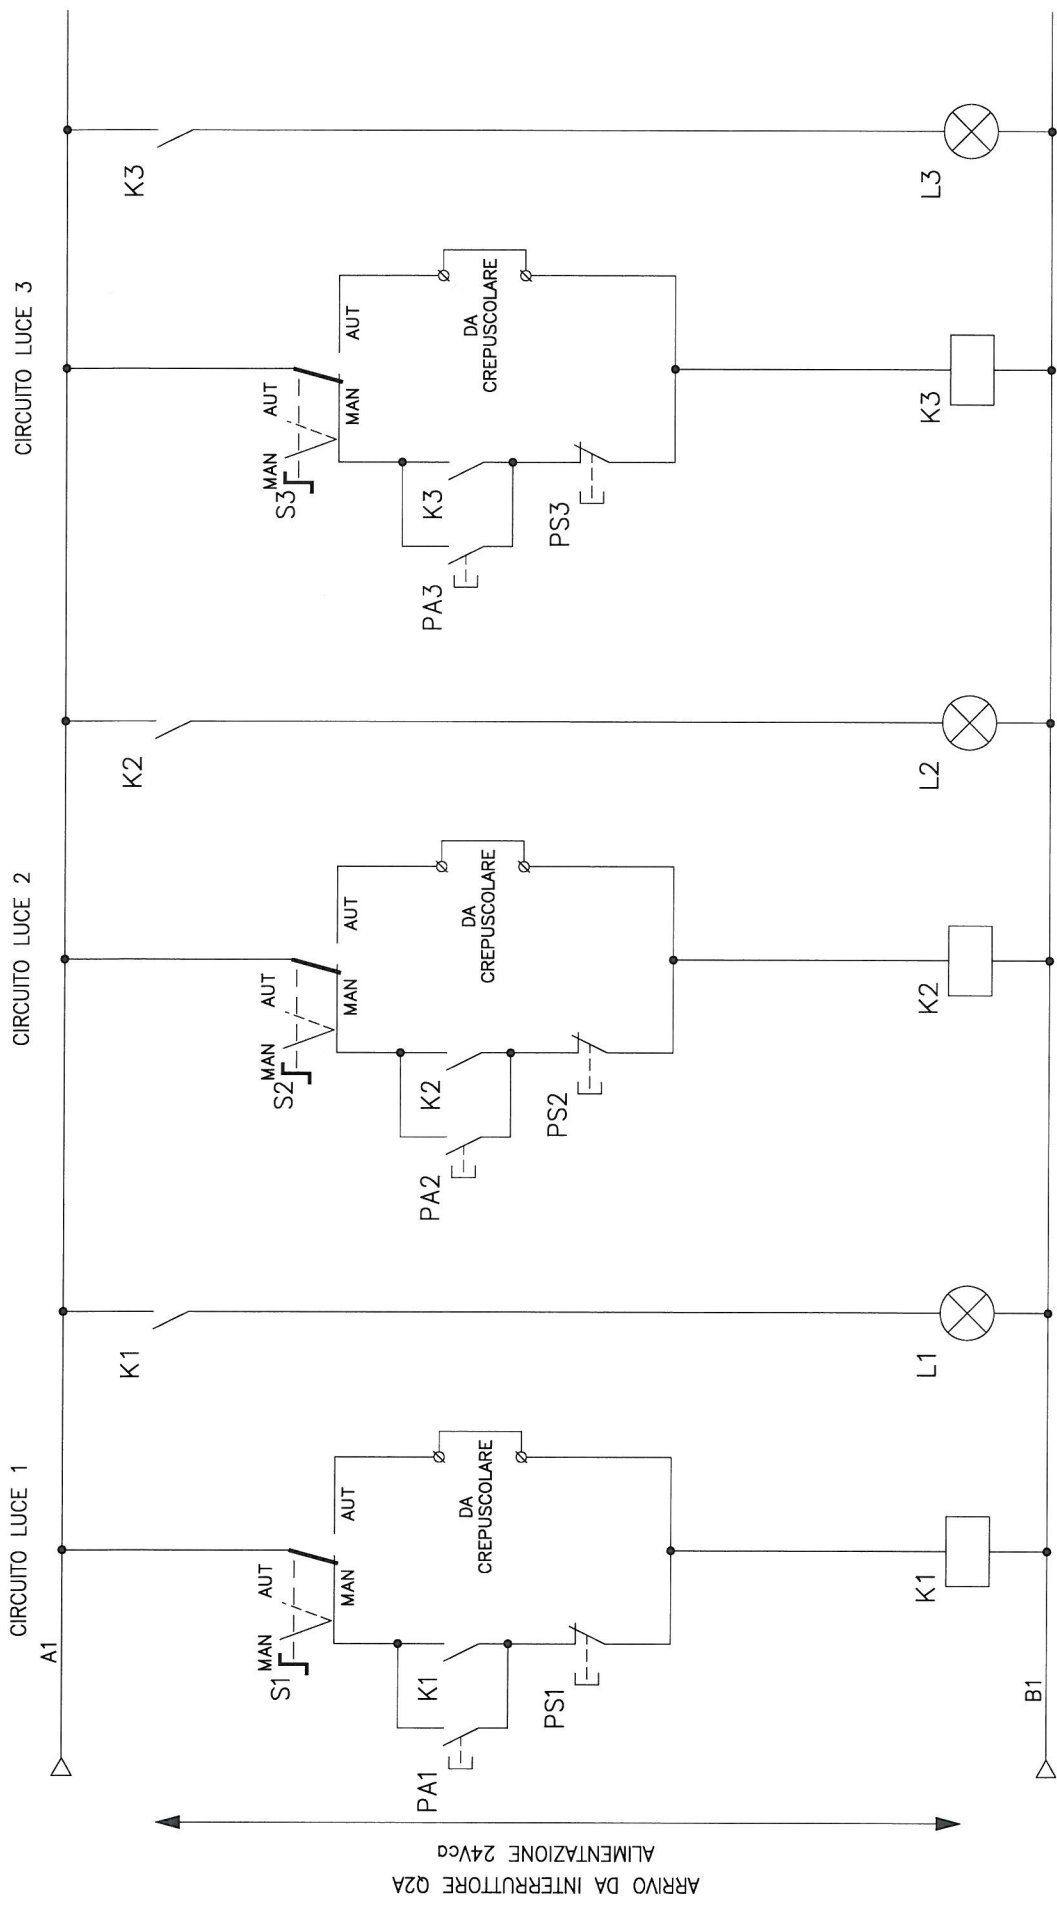 ARRIVO DA INTERRUTTORE Q2A
ALIMENTAZIONE 24Vca
A1
B1
CIRCUITO LUCE 1
MAN
AUT
S1
MAN
AUT
PA1
K1
PS1
DA
CREPUSCOLARE
K1
K1
L1
CIRCUITO LUCE 2
MAN
AUT
S2
MAN
AUT
PA2
K2
PS2
DA
CREPUSCOLARE
K2
K2
L2
CIRCUITO LUCE 3
MAN
AUT
S3
MAN
AUT
PA3
K3
PS3
DA
CREPUSCOLARE
K3
K3
L3